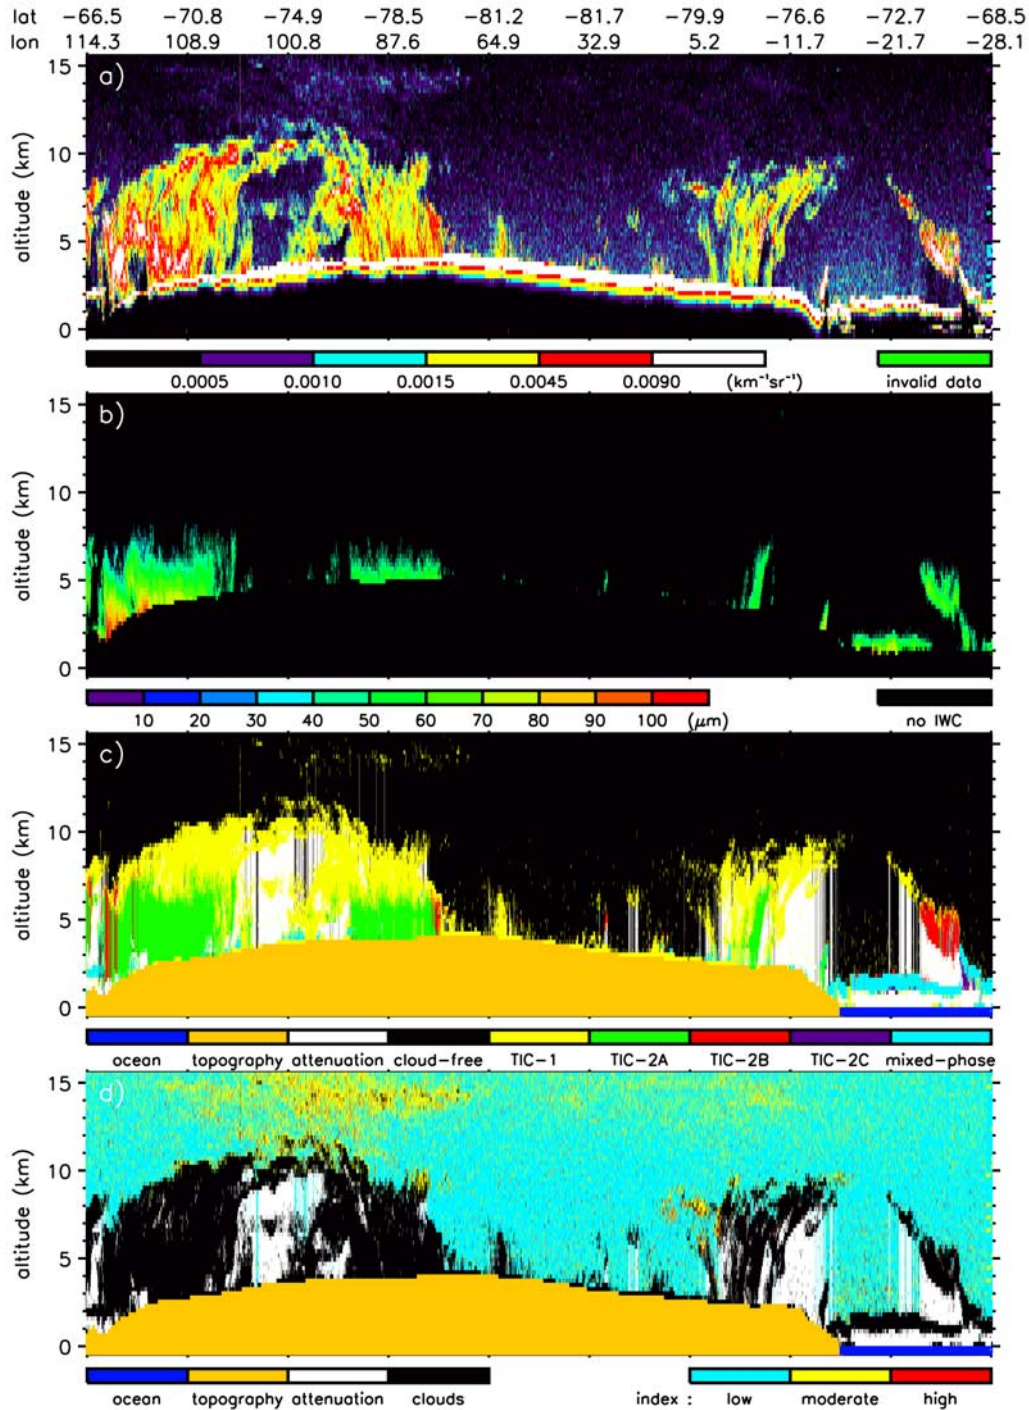 lat −66.5 −70.8 −74.9 −78.5 −81.2 −81.7 −79.9 −76.6 −72.7 −68.5
lon 114.3 108.9 100.8 87.6 64.9 32.9 5.2 −11.7 −21.7 −28.1
a)
altitude (km)
15
10
5
0
0.0005 0.0010 0.0015 0.0045 0.0090 (km⁻¹sr⁻¹) invalid data
b)
altitude (km)
15
10
5
0
10 20 30 40 50 60 70 80 90 100 (μm) no IWC
c)
altitude (km)
15
10
5
0
ocean topography attenuation cloud−free TIC−1 TIC−2A TIC−2B TIC−2C mixed−phase
d)
altitude (km)
15
10
5
0
ocean topography attenuation clouds index : low moderate high